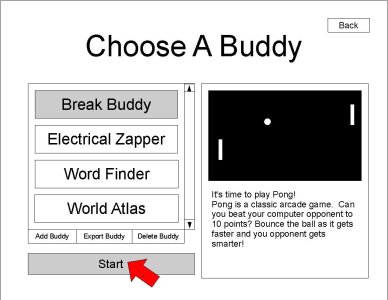 Back
Choose A Buddy
Break Buddy
Electrical Zapper
Word Finder
World Atlas
Add Buddy Export Buddy Delete Buddy
Start
It's time to play Pong!
Pong is a classic arcade game. Can
you beat your computer opponent to
10 points? Bounce the ball as it gets
faster and you opponent gets
smarter!